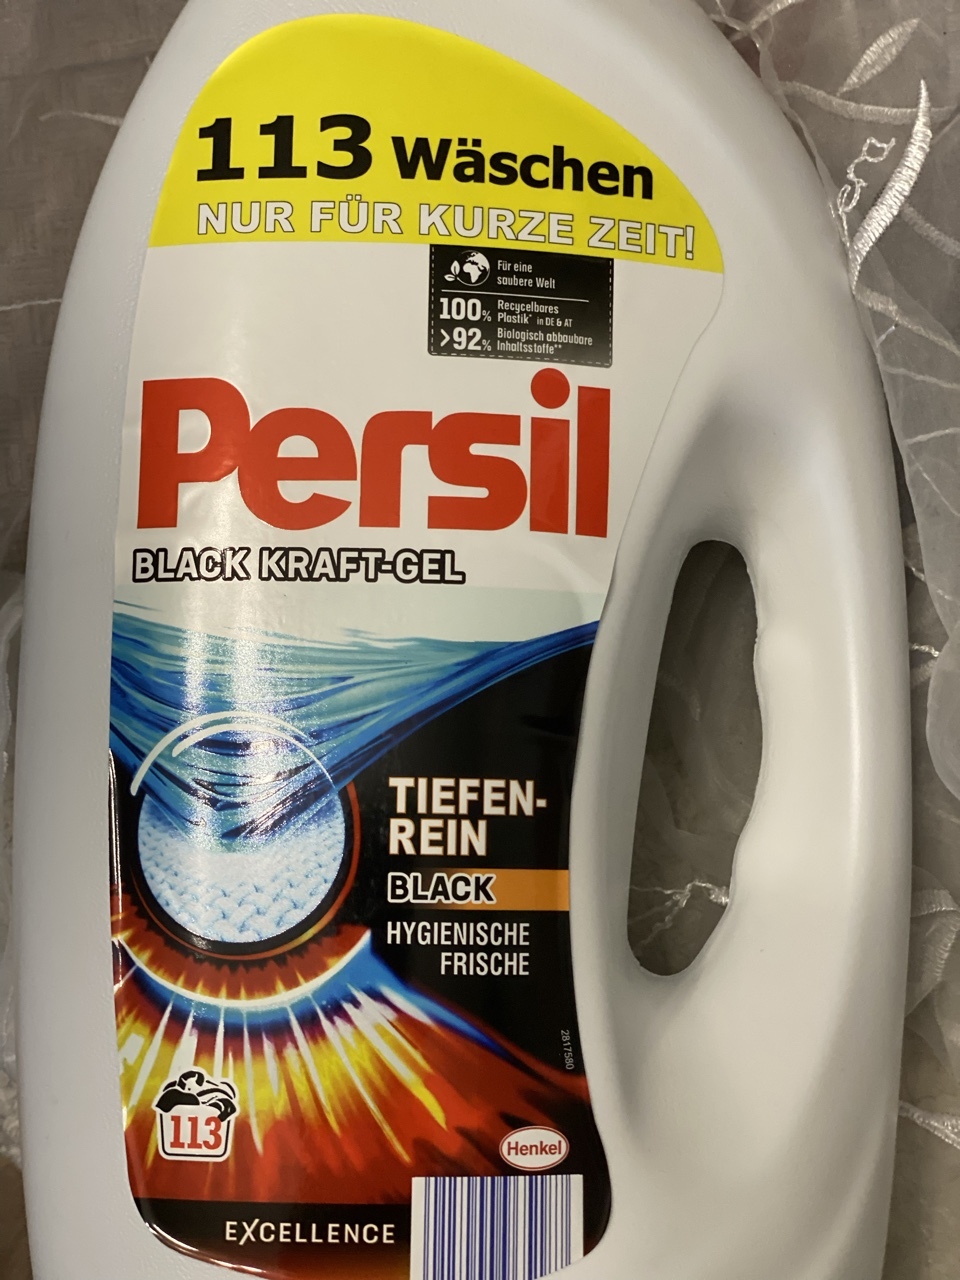 113 Wäschen
NUR FÜR KURZE ZEIT!
Für eine
saubere Welt
100% Recycelbares
Plastik* in DE & AT
>92% Biologisch abbaubare
Inhaltsstoffe**
Persil
BLACK KRAFT-GEL
TIEFEN-
REIN
BLACK
HYGIENISCHE
FRISCHE
2817580
113
Henkel
EXCELLENCE